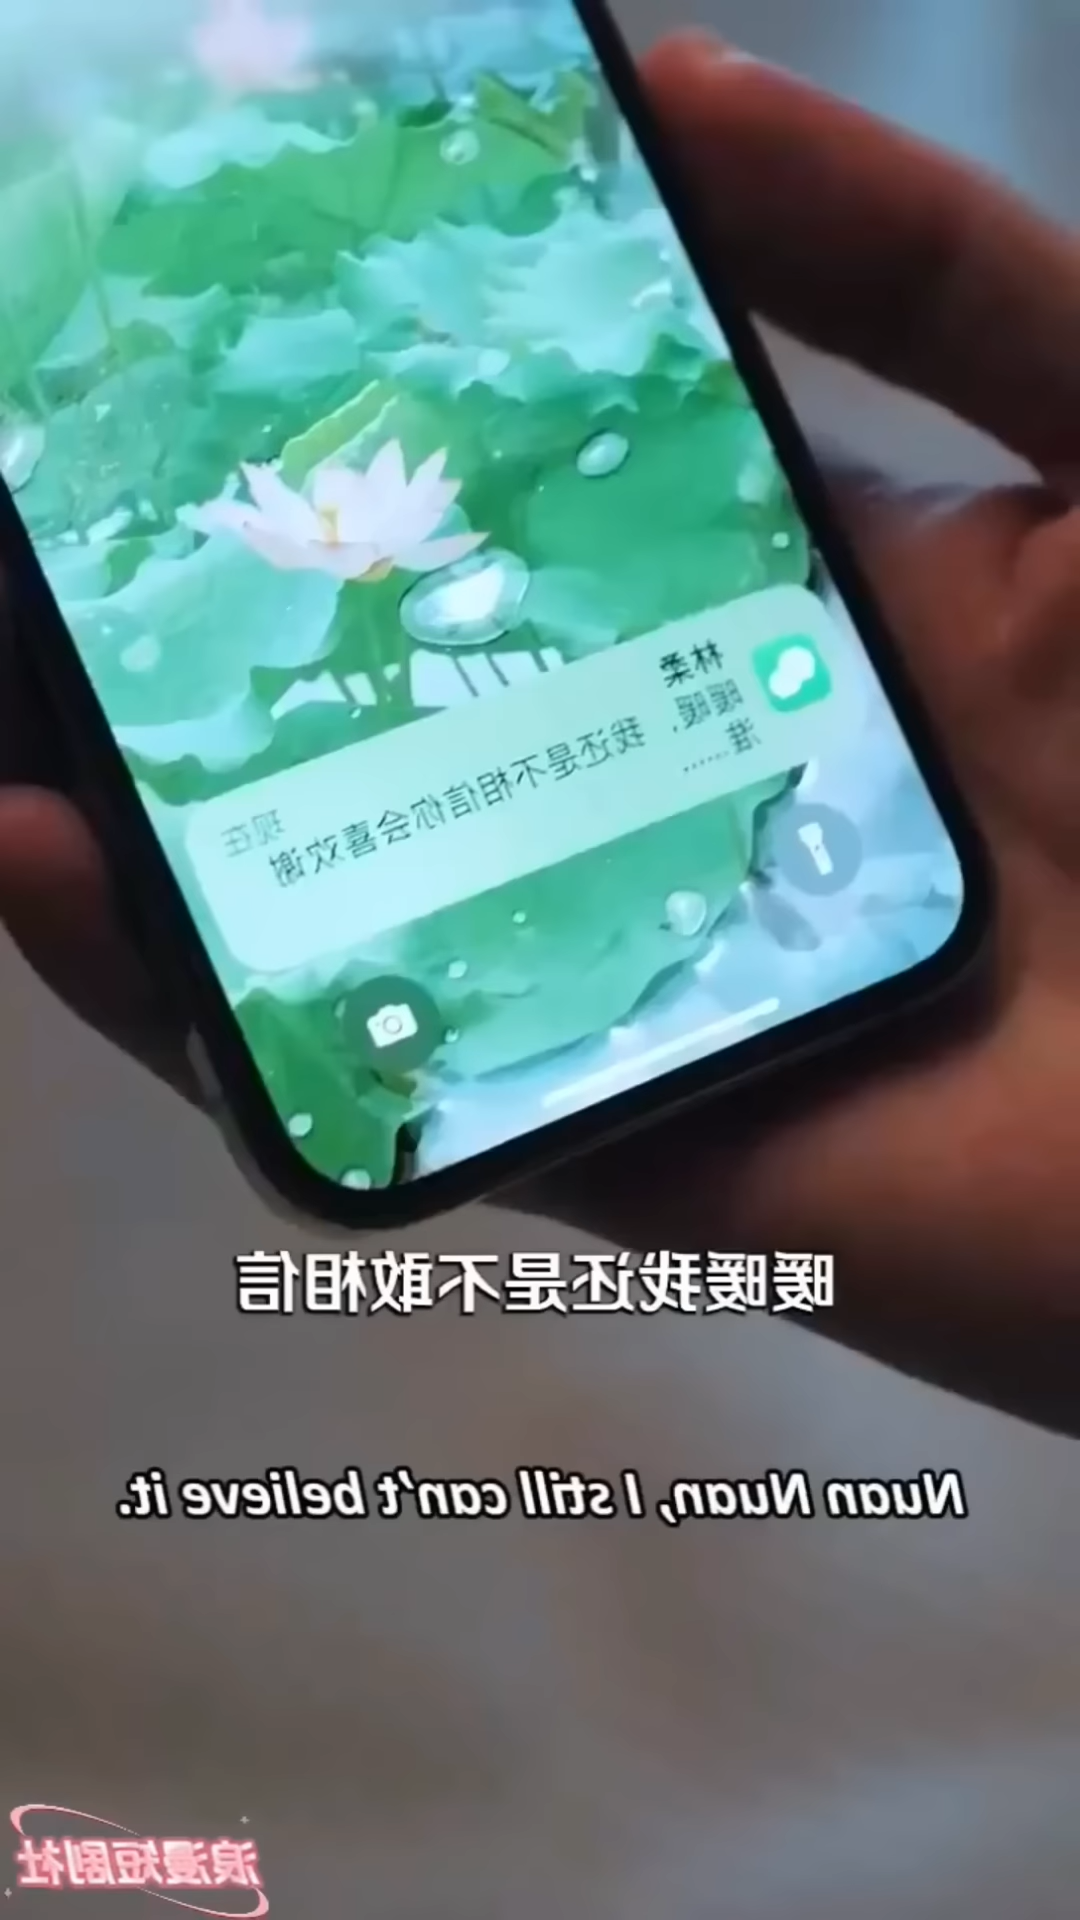 林柔
现在
暖暖，我还是不相信你会喜欢谢
淮……
暖暖我还是不敢相信
Nuan Nuan, I still can't believe it.
浪漫短剧社